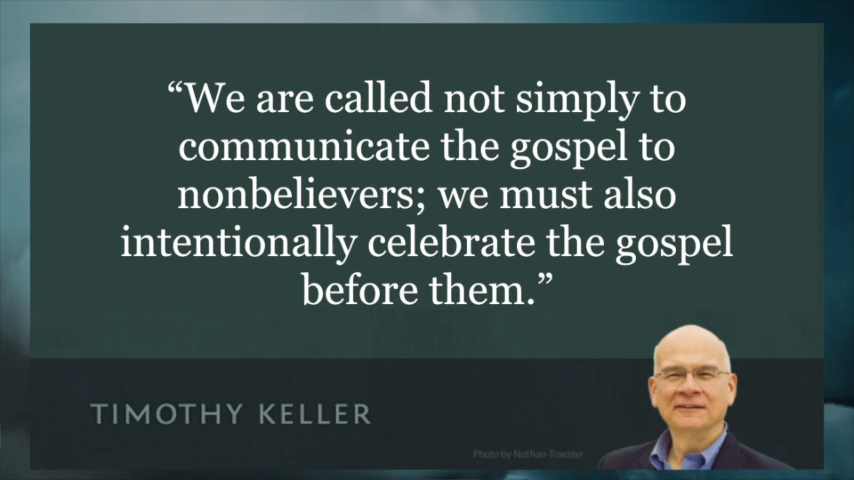 “We are called not simply to
communicate the gospel to
nonbelievers; we must also
intentionally celebrate the gospel
before them.”
TIMOTHY KELLER
Photo by Nathan Troester